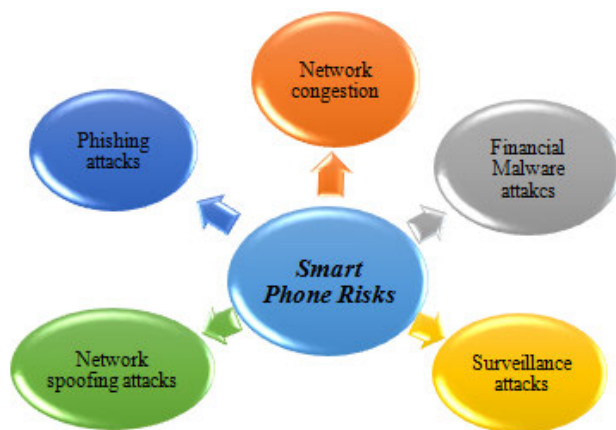 Network
congestion
Phishing
attacks
Financial
Malware
attakcs
Smart
Phone Risks
Network
spoofing attacks
Surveillance
attacks